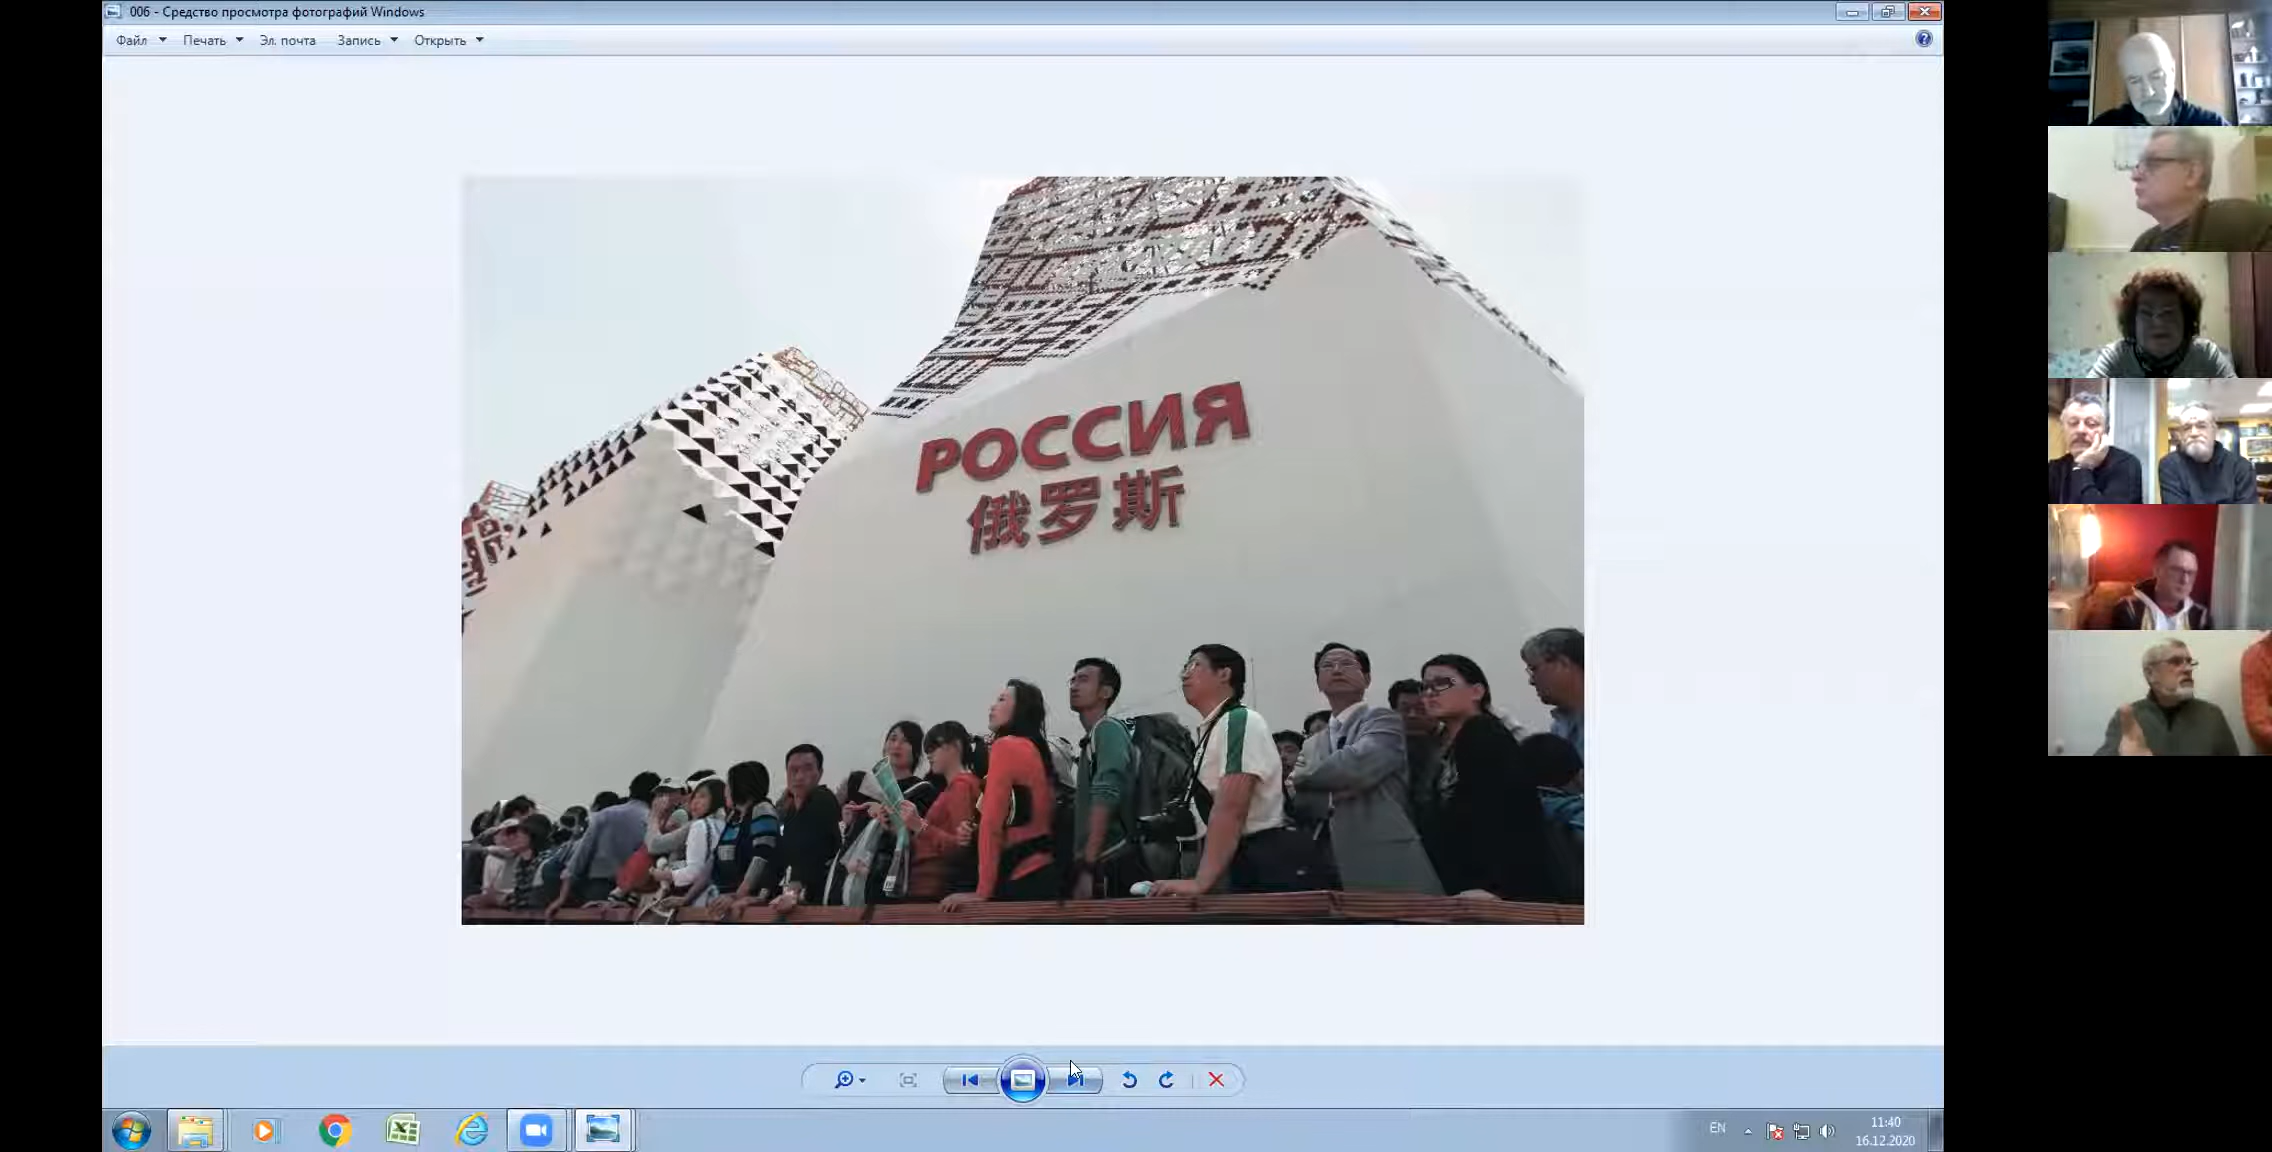 006 - Средство просмотра фотографий Windows
Файл Печать Эл. почта Запись Открыть
РОССИЯ
俄罗斯
EN
11:40
16.12.2020